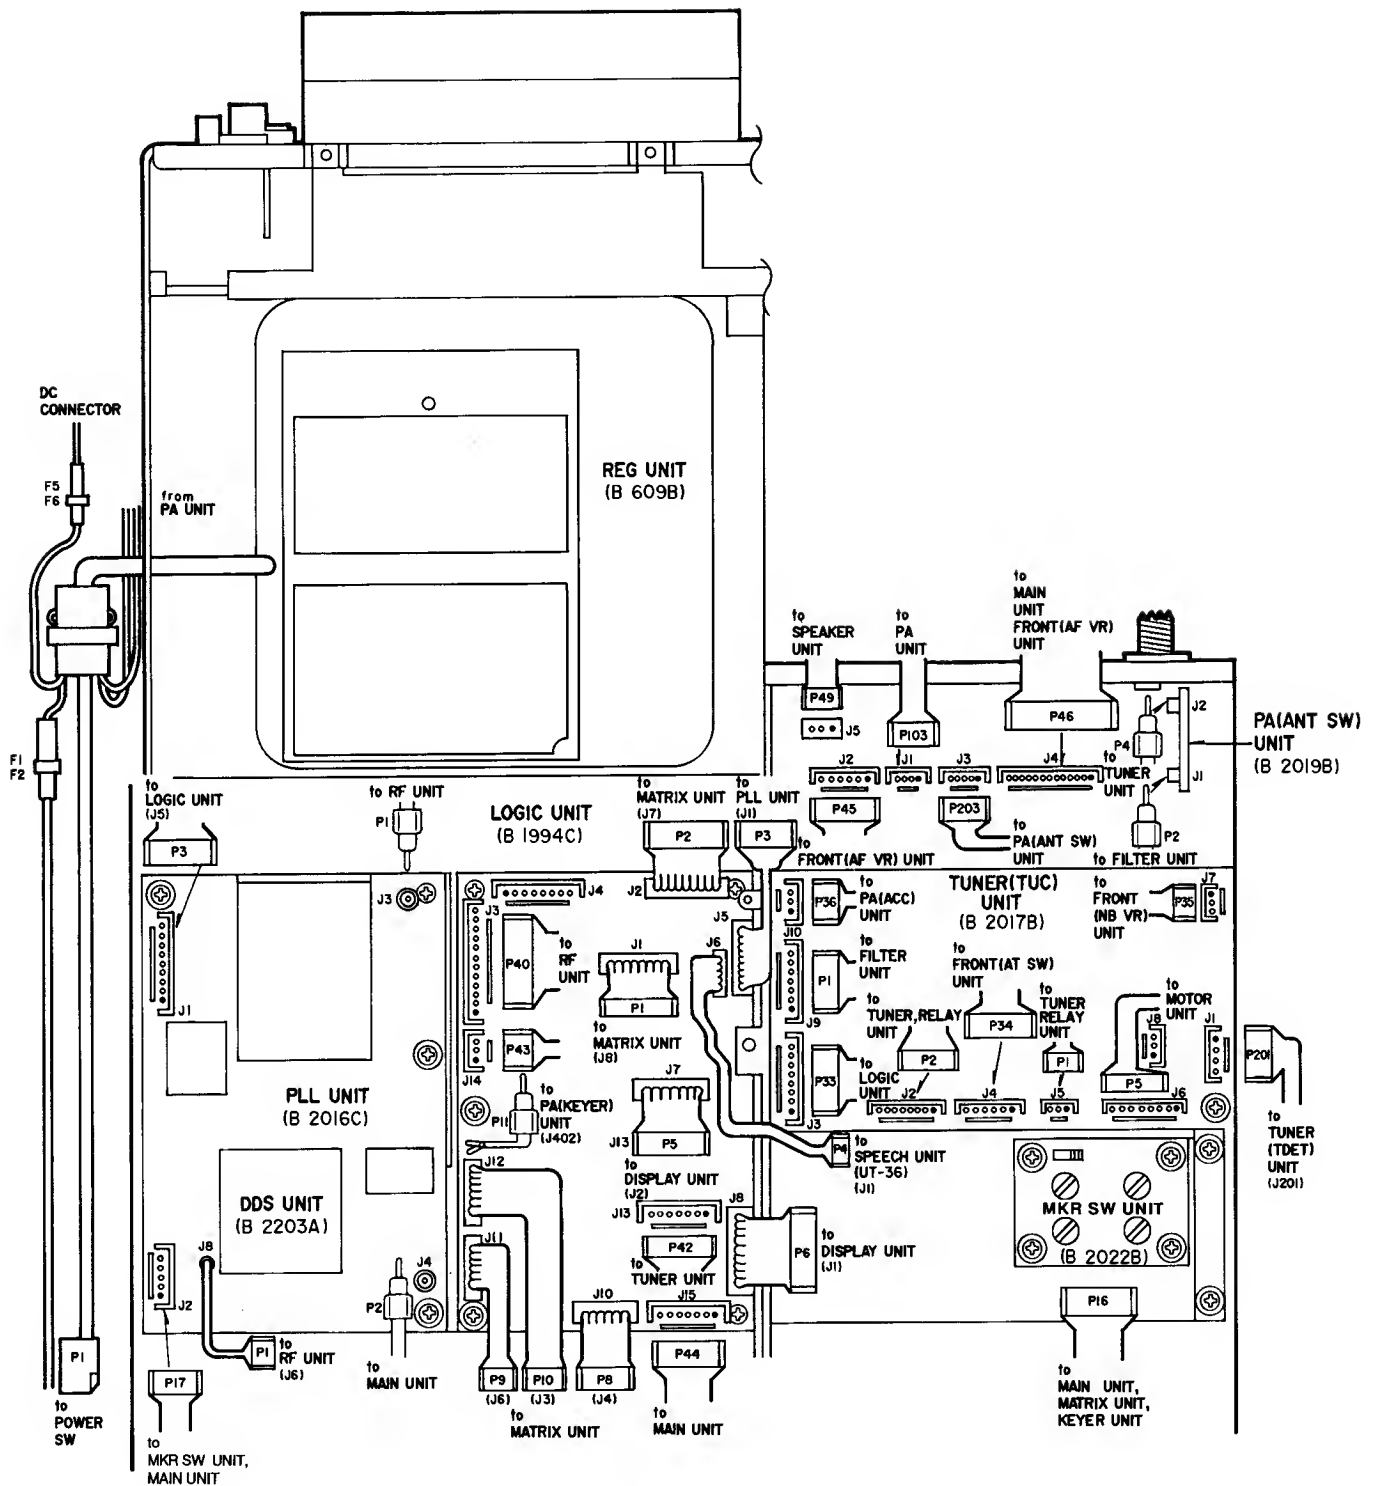 DC
CONNECTOR
F5
F6
from
PA UNIT
REG UNIT
(B 609B)
F1
F2
to
SPEAKER
UNIT
to
PA
UNIT
to
MAIN
UNIT
FRONT(AF VR)
UNIT
P49
J5
P103
P46
J2
P4
PA(ANT SW)
UNIT
(B 2019B)
J2
J1
J3
J4
to
TUNER
UNIT
J1
P45
P203
P2
to
PA(ANT SW)
UNIT
to
FRONT(AF VR) UNIT
to FILTER UNIT
to
LOGIC UNIT
(J5)
P3
to RF UNIT
P1
LOGIC UNIT
(B 1994C)
to
MATRIX UNIT
(J7)
P2
to
PLL UNIT
(J1)
P3
J3
J1
PLL UNIT
(B 2016C)
DDS UNIT
(B 2203A)
J8
J2
J4
P2
P1
to
RF UNIT
(J6)
P17
to
MKR SW UNIT,
MAIN UNIT
to
MAIN UNIT
P1
to
POWER
SW
J4
J2
J3
J5
J6
P40
to
RF
UNIT
J1
P1
to
MATRIX UNIT
(J8)
J14
P43
P11
to
PA(KEYER)
UNIT
(J402)
J7
J13
P5
to
DISPLAY UNIT
(J2)
J12
J11
J13
P42
to
TUNER UNIT
J8
P6
to
DISPLAY UNIT
(J1)
J10
J15
P9
(J6)
P10
(J3)
P8
(J4)
to
MATRIX UNIT
P44
to
MAIN UNIT
P4
to
SPEECH UNIT
(UT-36)
(J1)
TUNER(TUC)
UNIT
(B 2017B)
P36
to
PA(ACC)
UNIT
J10
P1
to
FILTER
UNIT
J9
P33
to
LOGIC
UNIT
J3
to
TUNER,RELAY
UNIT
P2
J2
to
FRONT(AT SW)
UNIT
P34
J4
to
TUNER
RELAY
UNIT
P1
J5
to
FRONT
(NB VR)
UNIT
P35
J7
to
MOTOR
UNIT
J8
P5
J6
J1
P201
to
TUNER
(TDET)
UNIT
(J201)
MKR SW UNIT
(B 2022B)
P16
to
MAIN UNIT,
MATRIX UNIT,
KEYER UNIT